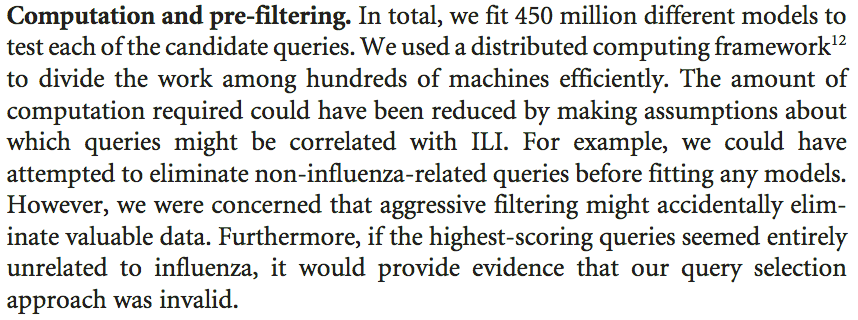 Computation and pre-filtering. In total, we fit 450 million different models to
test each of the candidate queries. We used a distributed computing framework¹²
to divide the work among hundreds of machines efficiently. The amount of
computation required could have been reduced by making assumptions about
which queries might be correlated with ILI. For example, we could have
attempted to eliminate non-influenza-related queries before fitting any models.
However, we were concerned that aggressive filtering might accidentally elim-
inate valuable data. Furthermore, if the highest-scoring queries seemed entirely
unrelated to influenza, it would provide evidence that our query selection
approach was invalid.